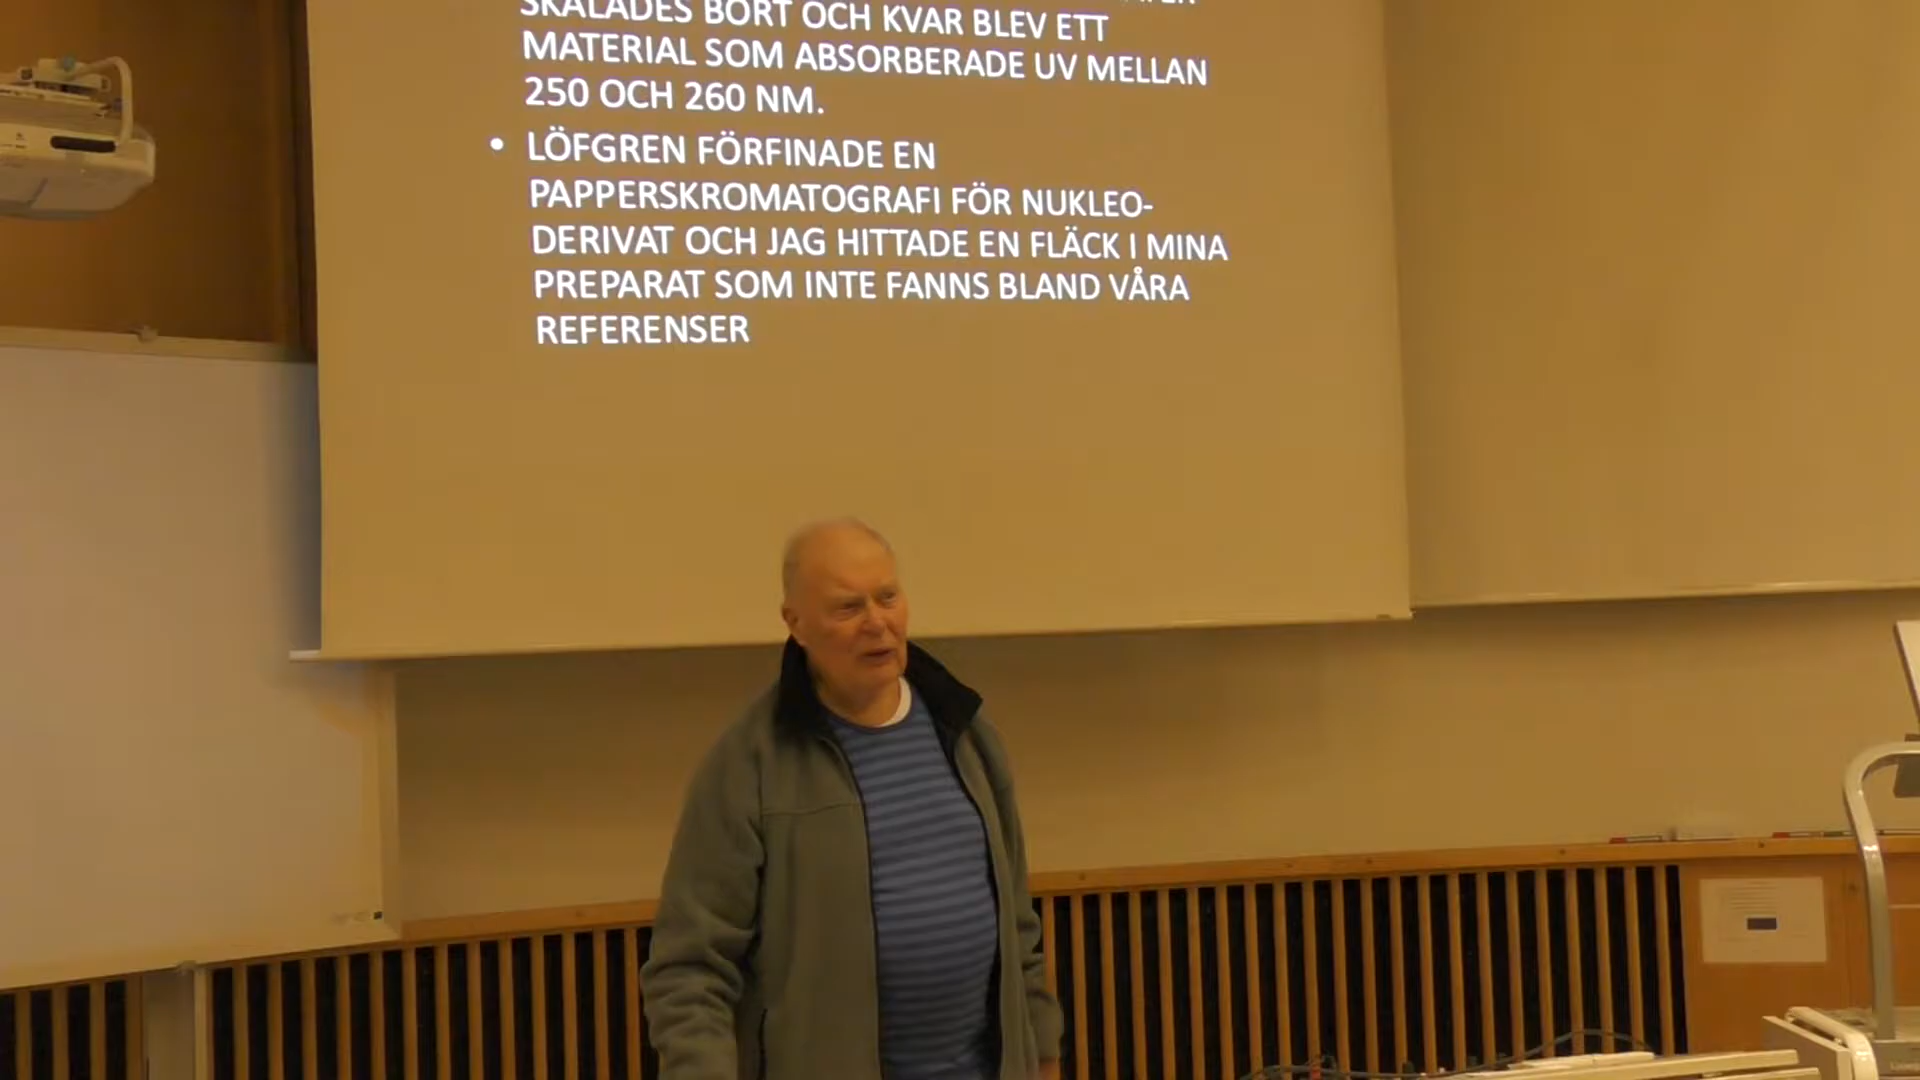 SKALADES BORT OCH KVAR BLEV ETT
MATERIAL SOM ABSORBERADE UV MELLAN
250 OCH 260 NM.
• LÖFGREN FÖRFINADE EN
PAPPERSKROMATOGRAFI FÖR NUKLEO-
DERIVAT OCH JAG HITTADE EN FLÄCK I MINA
PREPARAT SOM INTE FANNS BLAND VÅRA
REFERENSER